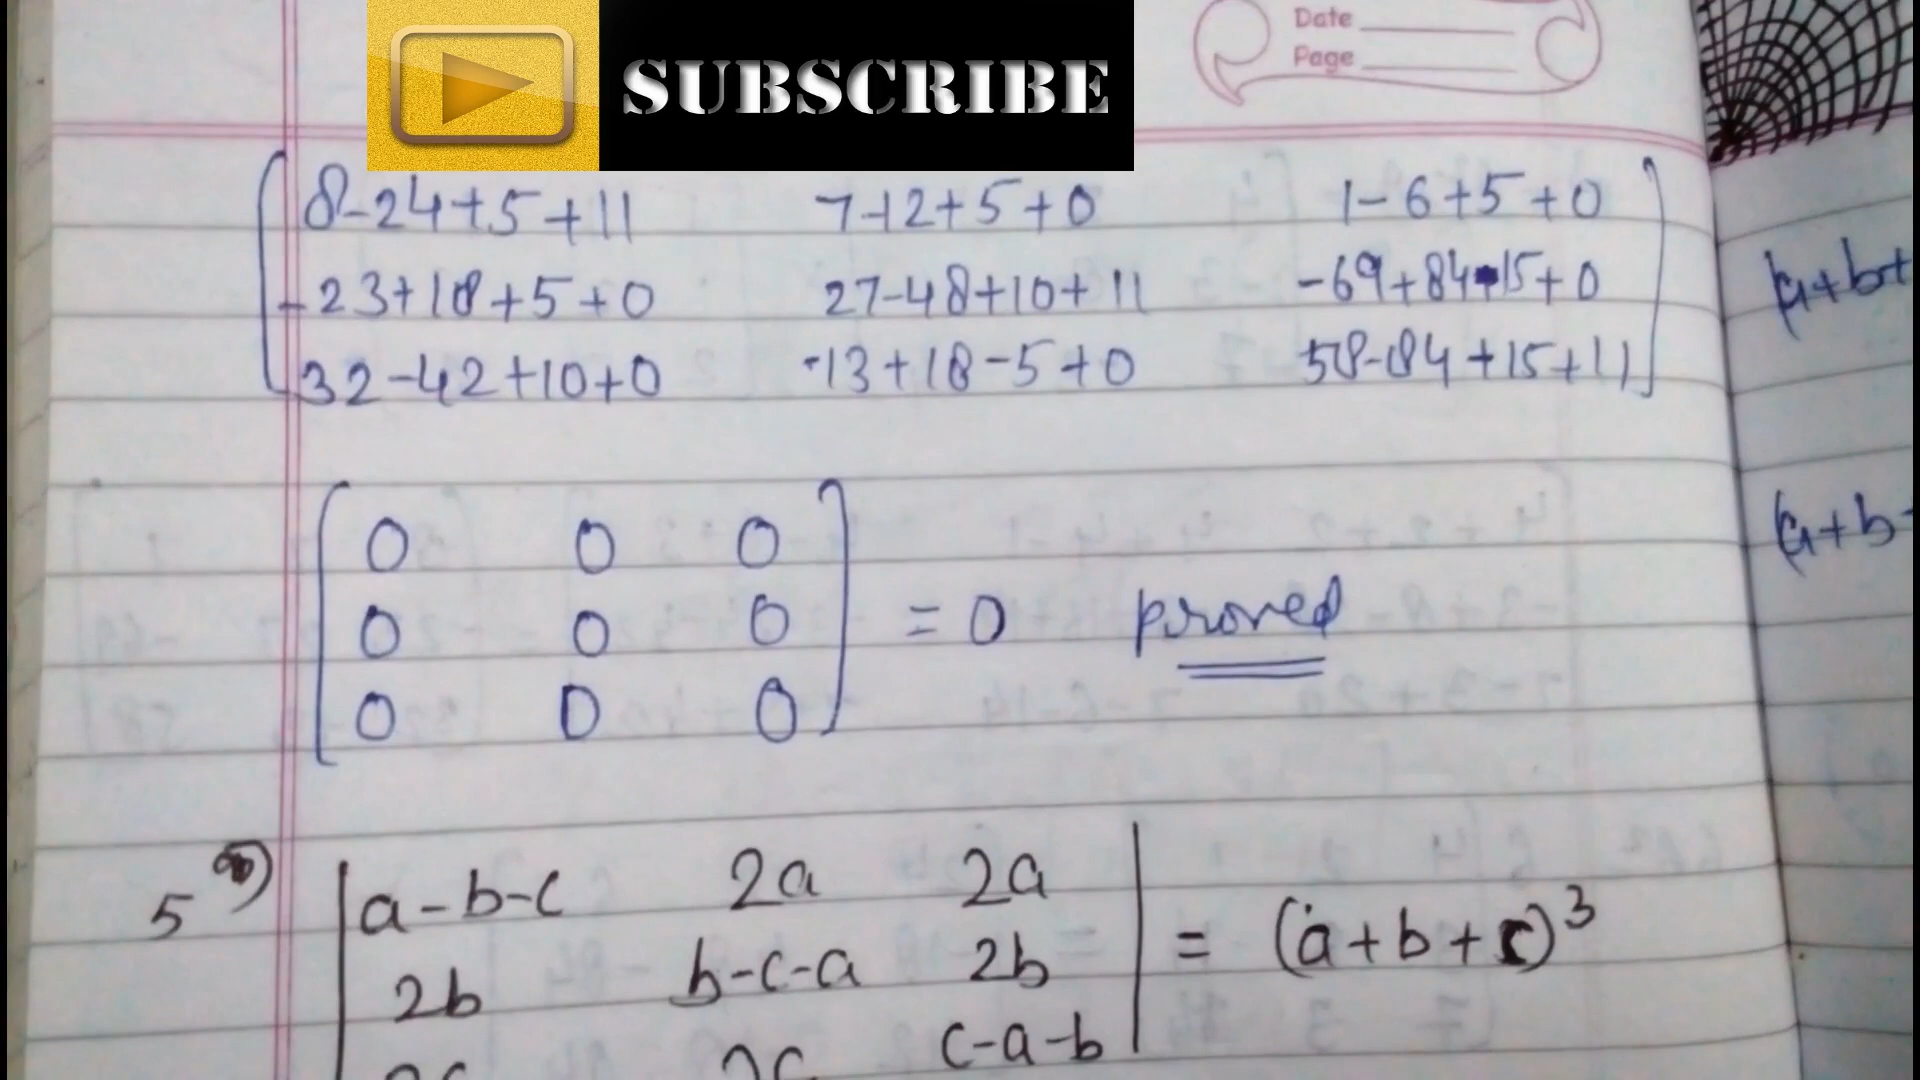 SUBSCRIBE
Date
Page
8-24+5+11 7-12+5+0 1-6+5+0
-23+18+5+0 27-48+10+11 -69+84-15+0
32-42+10+0 -13+18-5+0 58-84+15+11
0 0 0
0 0 0 = 0 proved
0 0 0
5 a-b-c 2a 2a
2b b-c-a 2b = (a+b+c)³
2c 2c c-a-b
(a+b+
(a+b-